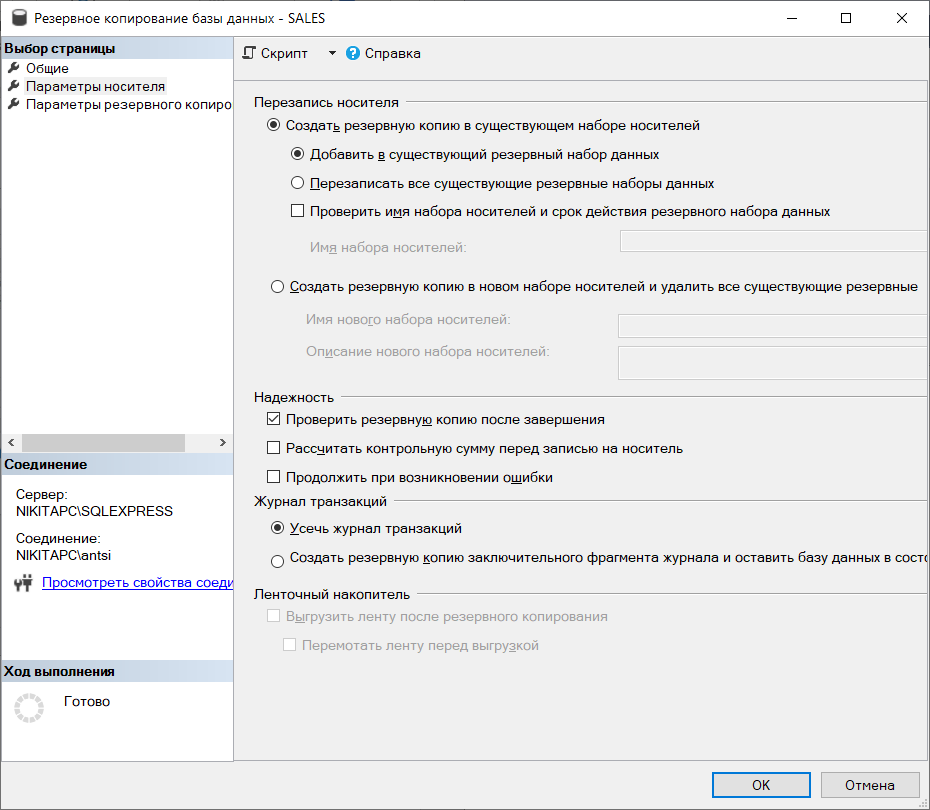 Резервное копирование базы данных - SALES
Выбор страницы
Общие
Параметры носителя
Параметры резервного копиро
Скрипт
Справка
Перезапись носителя
Создать резервную копию в существующем наборе носителей
Добавить в существующий резервный набор данных
Перезаписать все существующие резервные наборы данных
Проверить имя набора носителей и срок действия резервного набора данных
Имя набора носителей:
Создать резервную копию в новом наборе носителей и удалить все существующие резервные
Имя нового набора носителей:
Описание нового набора носителей:
Надежность
Проверить резервную копию после завершения
Рассчитать контрольную сумму перед записью на носитель
Продолжить при возникновении ошибки
Журнал транзакций
Усечь журнал транзакций
Создать резервную копию заключительного фрагмента журнала и оставить базу данных в состо
Ленточный накопитель
Выгрузить ленту после резервного копирования
Перемотать ленту перед выгрузкой
Соединение
Сервер:
NIKITAPC\SQLEXPRESS
Соединение:
NIKITAPC\antsi
Просмотреть свойства соеди
Ход выполнения
Готово
OK
Отмена